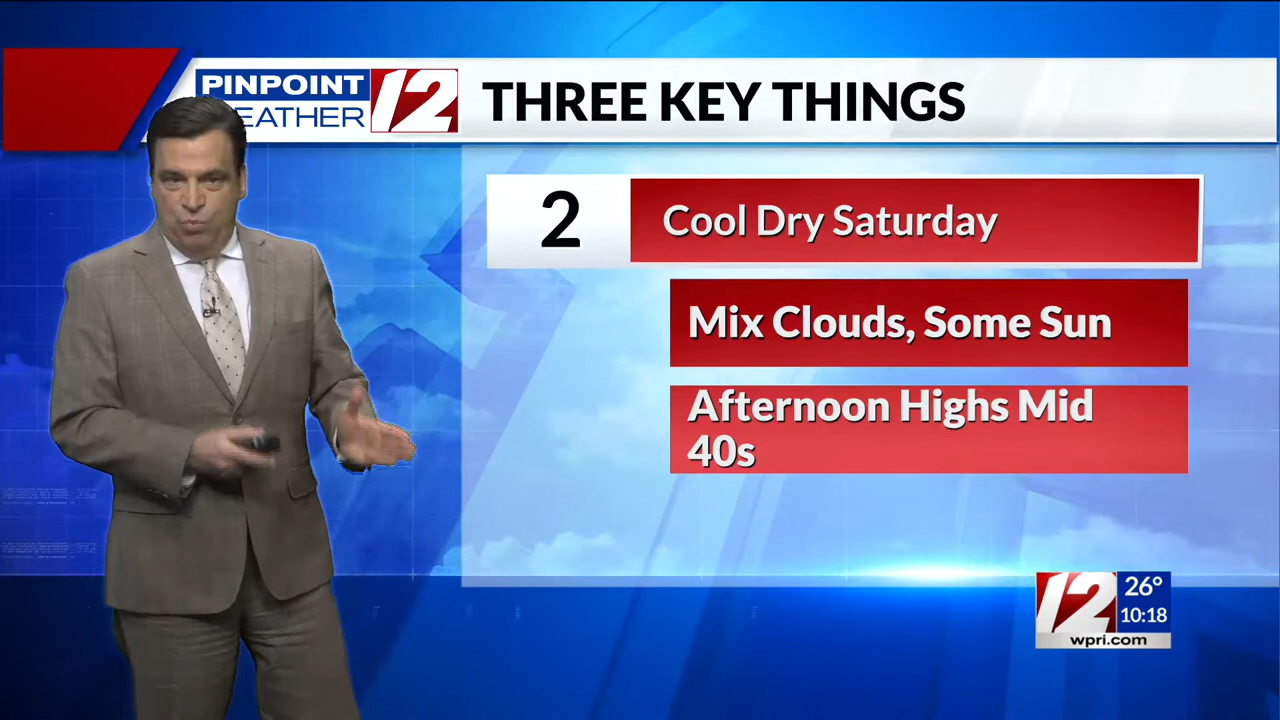 PINPOINT
EATHER
12
THREE KEY THINGS
2
Cool Dry Saturday
Mix Clouds, Some Sun
Afternoon Highs Mid
40s
12
26°
10:18
wpri.com